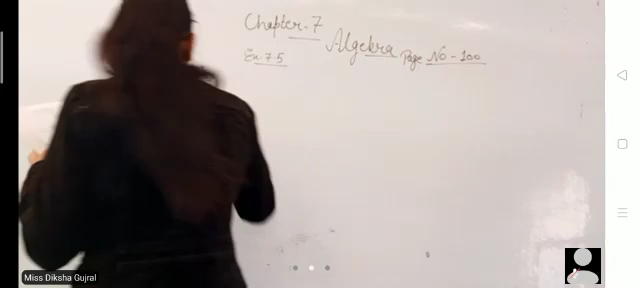 Chapter-7
Algebra
Ex-7.5
Page No-100
Miss Diksha Gujral